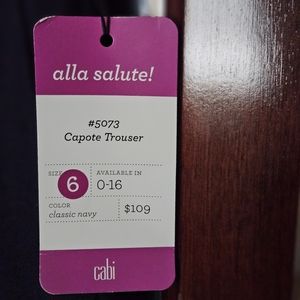 alla salute!
#5073
Capote Trouser
SIZE
6
AVAILABLE IN
0-16
COLOR
classic navy
$109
cabi